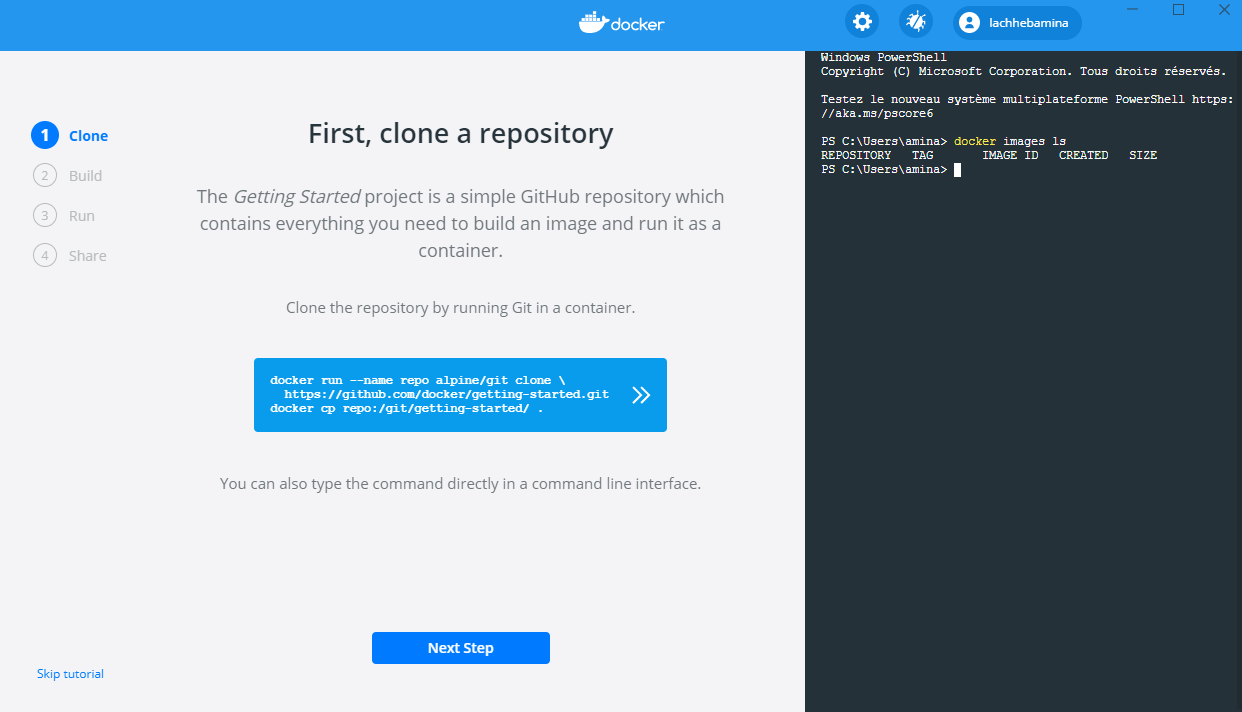 docker
lachhebamina
1 Clone
2 Build
3 Run
4 Share
First, clone a repository
The Getting Started project is a simple GitHub repository which
contains everything you need to build an image and run it as a
container.
Clone the repository by running Git in a container.
docker run --name repo alpine/git clone \
https://github.com/docker/getting-started.git
docker cp repo:/git/getting-started/ .
You can also type the command directly in a command line interface.
Next Step
Skip tutorial
Windows PowerShell
Copyright (C) Microsoft Corporation. Tous droits réservés.
Testez le nouveau système multiplateforme PowerShell https:
//aka.ms/pscore6
PS C:\Users\amina> docker images ls
REPOSITORY TAG IMAGE ID CREATED SIZE
PS C:\Users\amina>